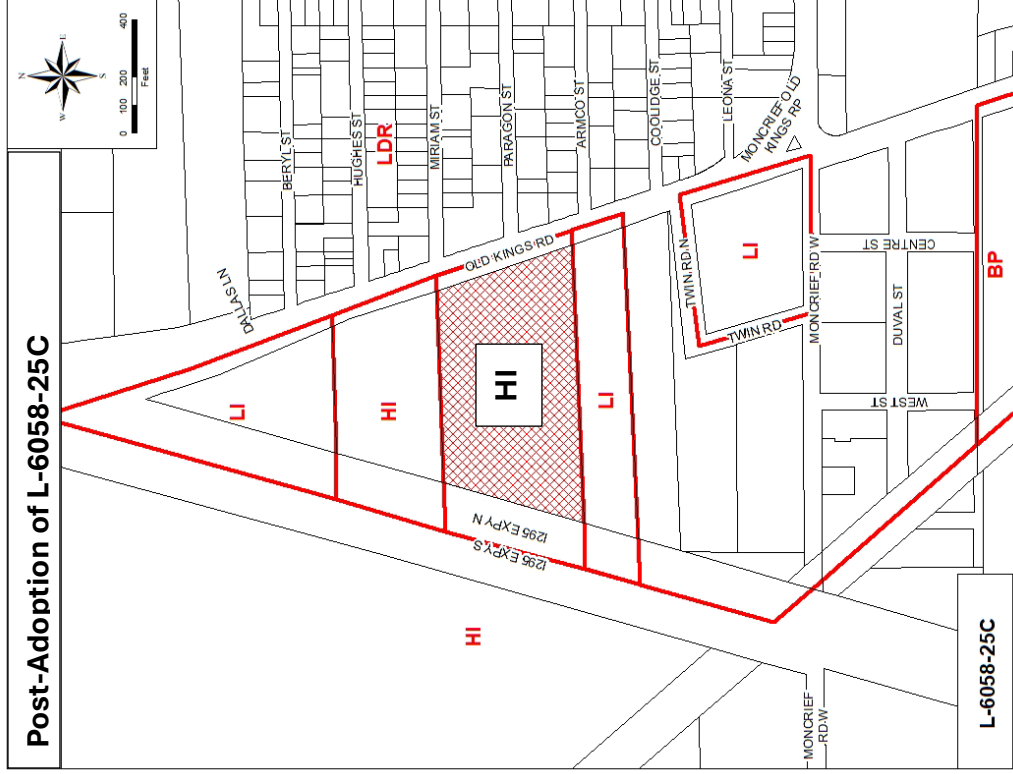 Post-Adoption of L-6058-25C
N
W
E
S
0
100
200
400
Feet
DALLAS LN
BERYL ST
HUGHES ST
LDR
MIRIAM ST
PARAGON ST
ARMCO ST
COOLIDGE ST
LEONA ST
MONCRIEF OLD
KINGS RP
OLD KINGS RD
LI
HI
HI
LI
I295 EXPY N
I295 EXPY S
HI
TWIN RD N
LI
TWIN RD
MONCRIEF RD W
CENTRE ST
DUVAL ST
WEST ST
BP
MONCRIEF
RD W
L-6058-25C